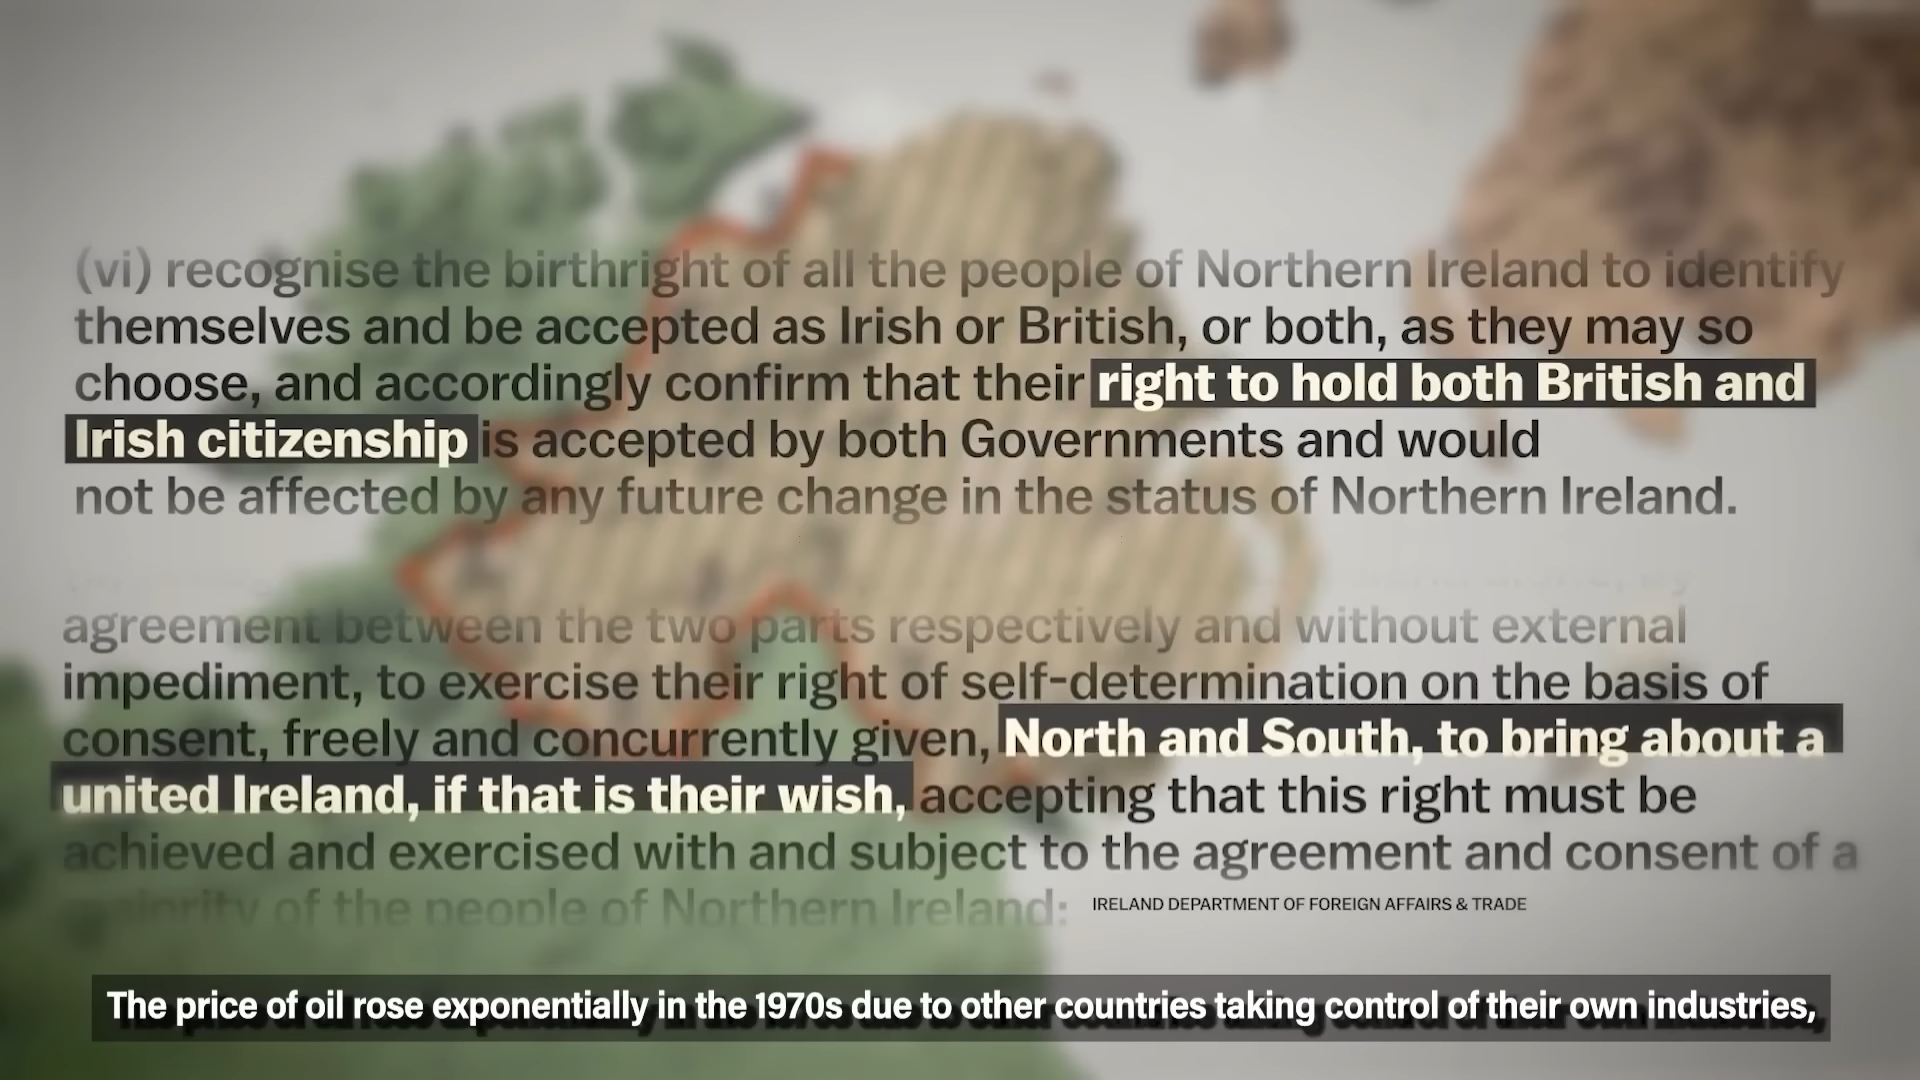 (vi) recognise the birthright of all the people of Northern Ireland to identify
themselves and be accepted as Irish or British, or both, as they may so
choose, and accordingly confirm that their right to hold both British and
Irish citizenship is accepted by both Governments and would
not be affected by any future change in the status of Northern Ireland.
agreement between the two parts respectively and without external
impediment, to exercise their right of self-determination on the basis of
consent, freely and concurrently given, North and South, to bring about a
united Ireland, if that is their wish, accepting that this right must be
achieved and exercised with and subject to the agreement and consent of a
majority of the people of Northern Ireland:
IRELAND DEPARTMENT OF FOREIGN AFFAIRS & TRADE
The price of oil rose exponentially in the 1970s due to other countries taking control of their own industries,